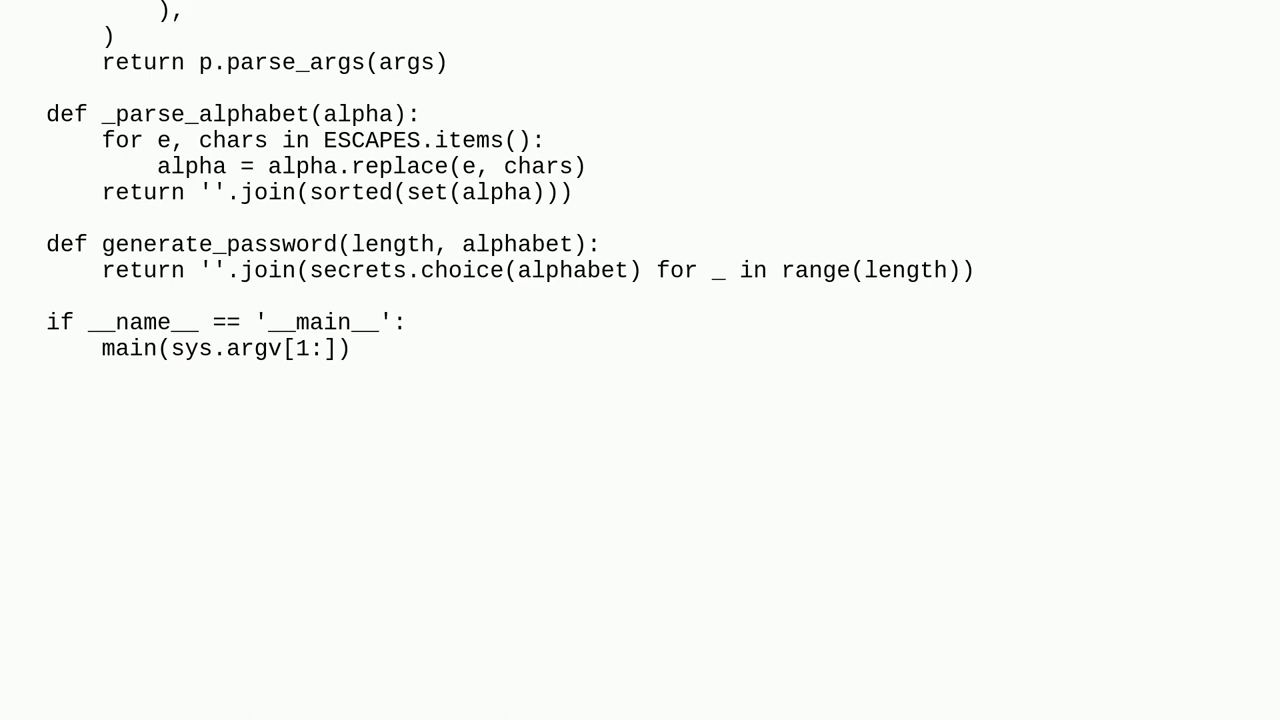 ),
    )
    return p.parse_args(args)

def _parse_alphabet(alpha):
    for e, chars in ESCAPES.items():
        alpha = alpha.replace(e, chars)
    return ''.join(sorted(set(alpha)))

def generate_password(length, alphabet):
    return ''.join(secrets.choice(alphabet) for _ in range(length))

if __name__ == '__main__':
    main(sys.argv[1:])